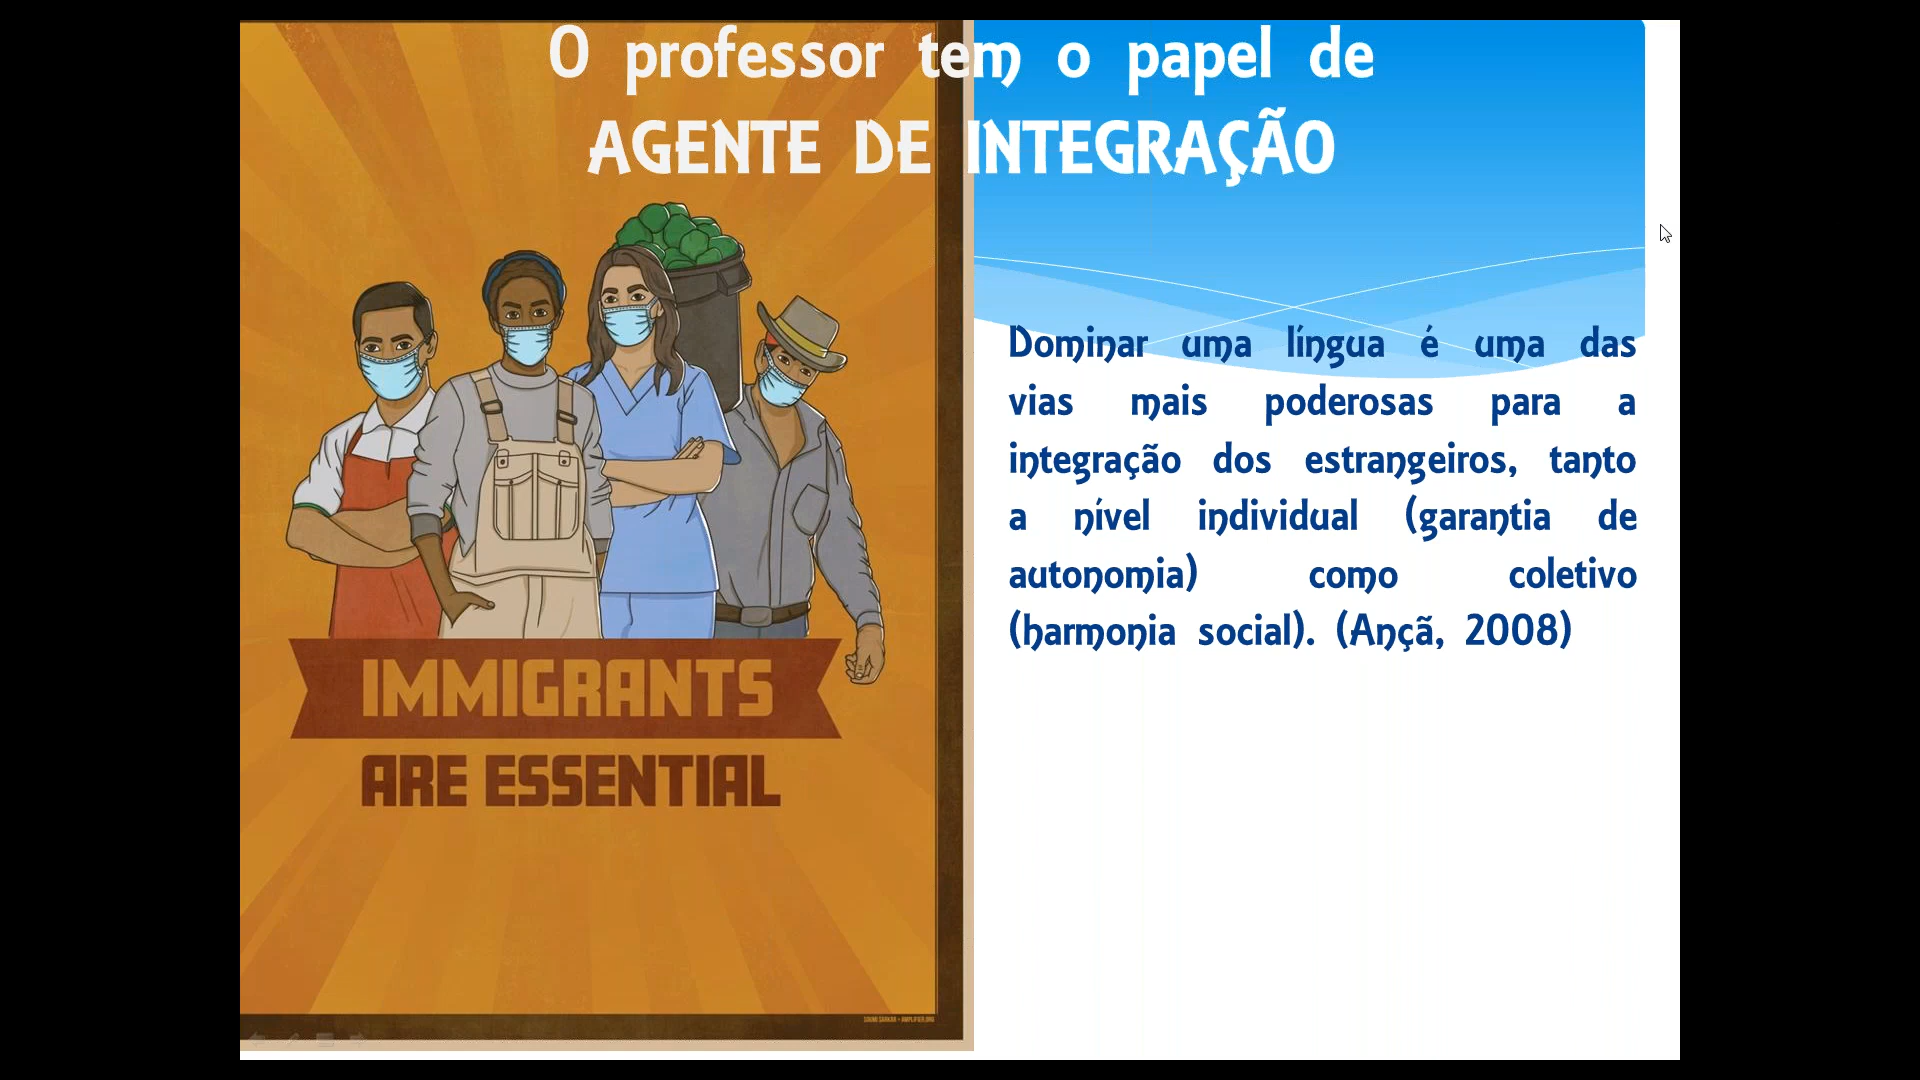 O professor tem o papel de
AGENTE DE INTEGRAÇÃO
Dominar uma língua é uma das
vias mais poderosas para a
integração dos estrangeiros, tanto
a nível individual (garantia de
autonomia) como coletivo
(harmonia social). (Ançã, 2008)
IMMIGRANTS
ARE ESSENTIAL